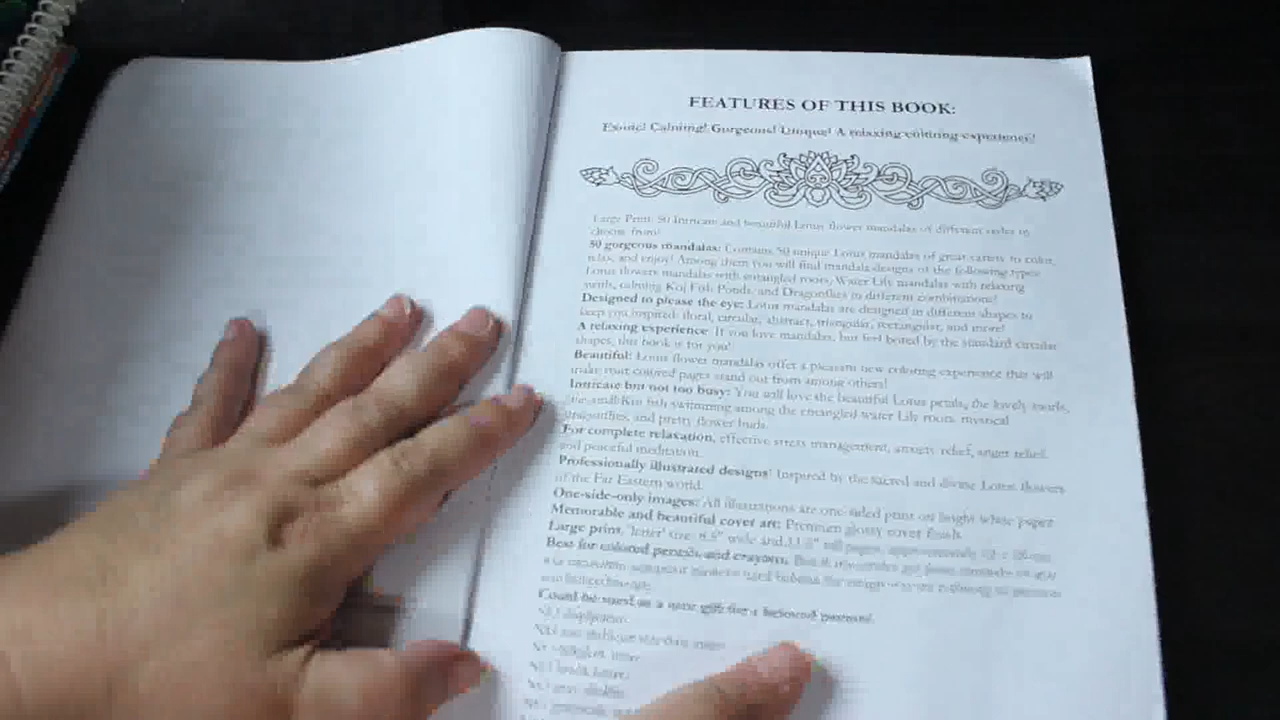 FEATURES OF THIS BOOK:
Exotic! Calming! Gorgeous! Unique! A relaxing coloring experience!
Large Print: 50 Intricate and beautiful Lotus flower mandalas of different styles to
choose from!
50 gorgeous mandalas: Contains 50 unique Lotus mandalas of great variety to color,
relax, and enjoy! Among them you will find mandala designs of the following types:
Lotus flowers mandalas with entangled roots, Water Lily mandalas with relaxing
swirls, calming Koi Fish Ponds, and Dragonflies in different combinations!
Designed to please the eye: Lotus mandalas are designed in different shapes to
keep you inspired: floral, circular, abstract, triangular, rectangular, and more!
A relaxing experience: If you love mandalas, but feel bored by the standard circular
shapes, this book is for you!
Beautiful: Lotus flower mandalas offer a pleasant new coloring experience that will
make your colored pages stand out from among others!
Intricate but not too busy: You will love the beautiful Lotus petals, the lovely swirls,
Koi fish swimming among the entangled water Lily roots, mystical
dragonflies, and pretty flower buds.
For complete relaxation, effective stress management, anxiety relief, anger relief,
and peaceful meditation.
Professionally illustrated designs! Inspired by the sacred and divine Lotus flowers
of the Far Eastern world.
One-side-only images: All illustrations are one-sided print on bright white paper
Memorable and beautiful cover art: Premium glossy cover finish.
Large print, 'letter' size: 8.5" wide and 11.0" tall pages, approximately
Best for colored pencils and crayons.
Could be used as a nice gift for a beloved person!